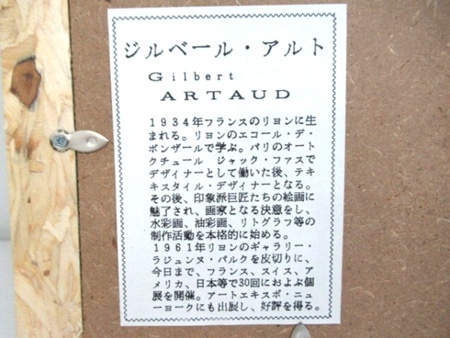 ジルベール・アルト
Gilbert
ARTAUD
1934年フランスのリヨンに生
まれる。リヨンのエコール・デ・
ボンザールで学ぶ。パリのオート
クチュール ジャック・ファスで
デザイナーとして働いた後、テキ
キスタイル・デザイナーとなる。
その後、印象派巨匠たちの絵画に
魅了され、画家となる決意をし、
水彩画、油彩画、リトグラフ等の
制作活動を本格的に始める。
1961年リヨンのギャラリー・
ラジュンヌ・パルクを皮切りに、
今日まで、フランス、スイス、ア
メリカ、日本等で30回におよぶ個
展を開催。アートエキスポ・ニュ
ーヨークにも出展し、好評を得る。